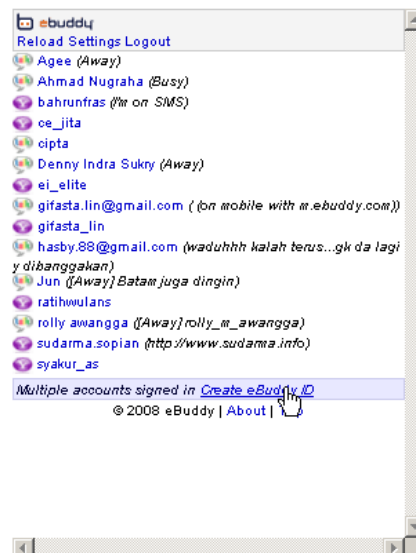 ebuddy
Reload Settings Logout
Agee (Away)
Ahmad Nugraha (Busy)
bahrunfras (I'm on SMS)
ce_jita
cipta
Denny Indra Sukry (Away)
ei_elite
gifasta.lin@gmail.com ( (on mobile with m.ebuddy.com))
gifasta_lin
hasby.88@gmail.com (waduhhh kalah terus...gk da lagi
y dibanggakan)
Jun ([Away] Batam juga dingin)
ratihwulans
rolly awangga ([Away] rolly_m_awangga)
sudarma.sopian (http://www.sudarma.info)
syakur_as
Multiple accounts signed in Create eBuddy ID
© 2008 eBuddy | About |